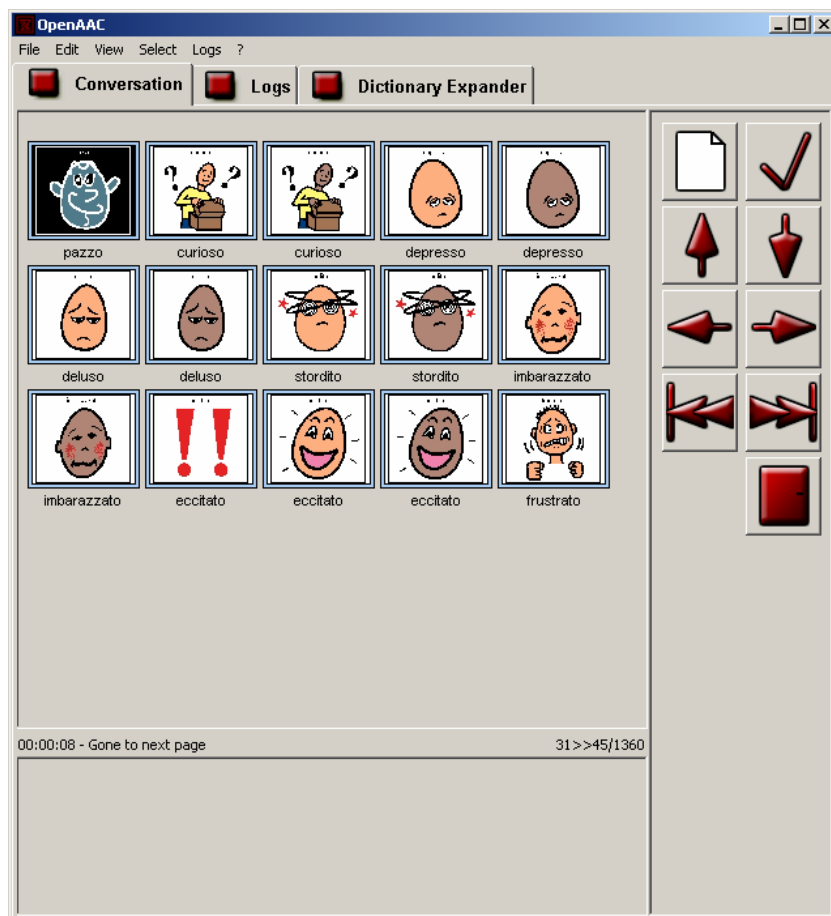 OpenAAC
File Edit View Select Logs ?
Conversation Logs Dictionary Expander
pazzo curioso curioso depresso depresso
deluso deluso stordito stordito imbarazzato
imbarazzato eccitato eccitato eccitato frustrato
00:00:08 - Gone to next page 31>>45/1360